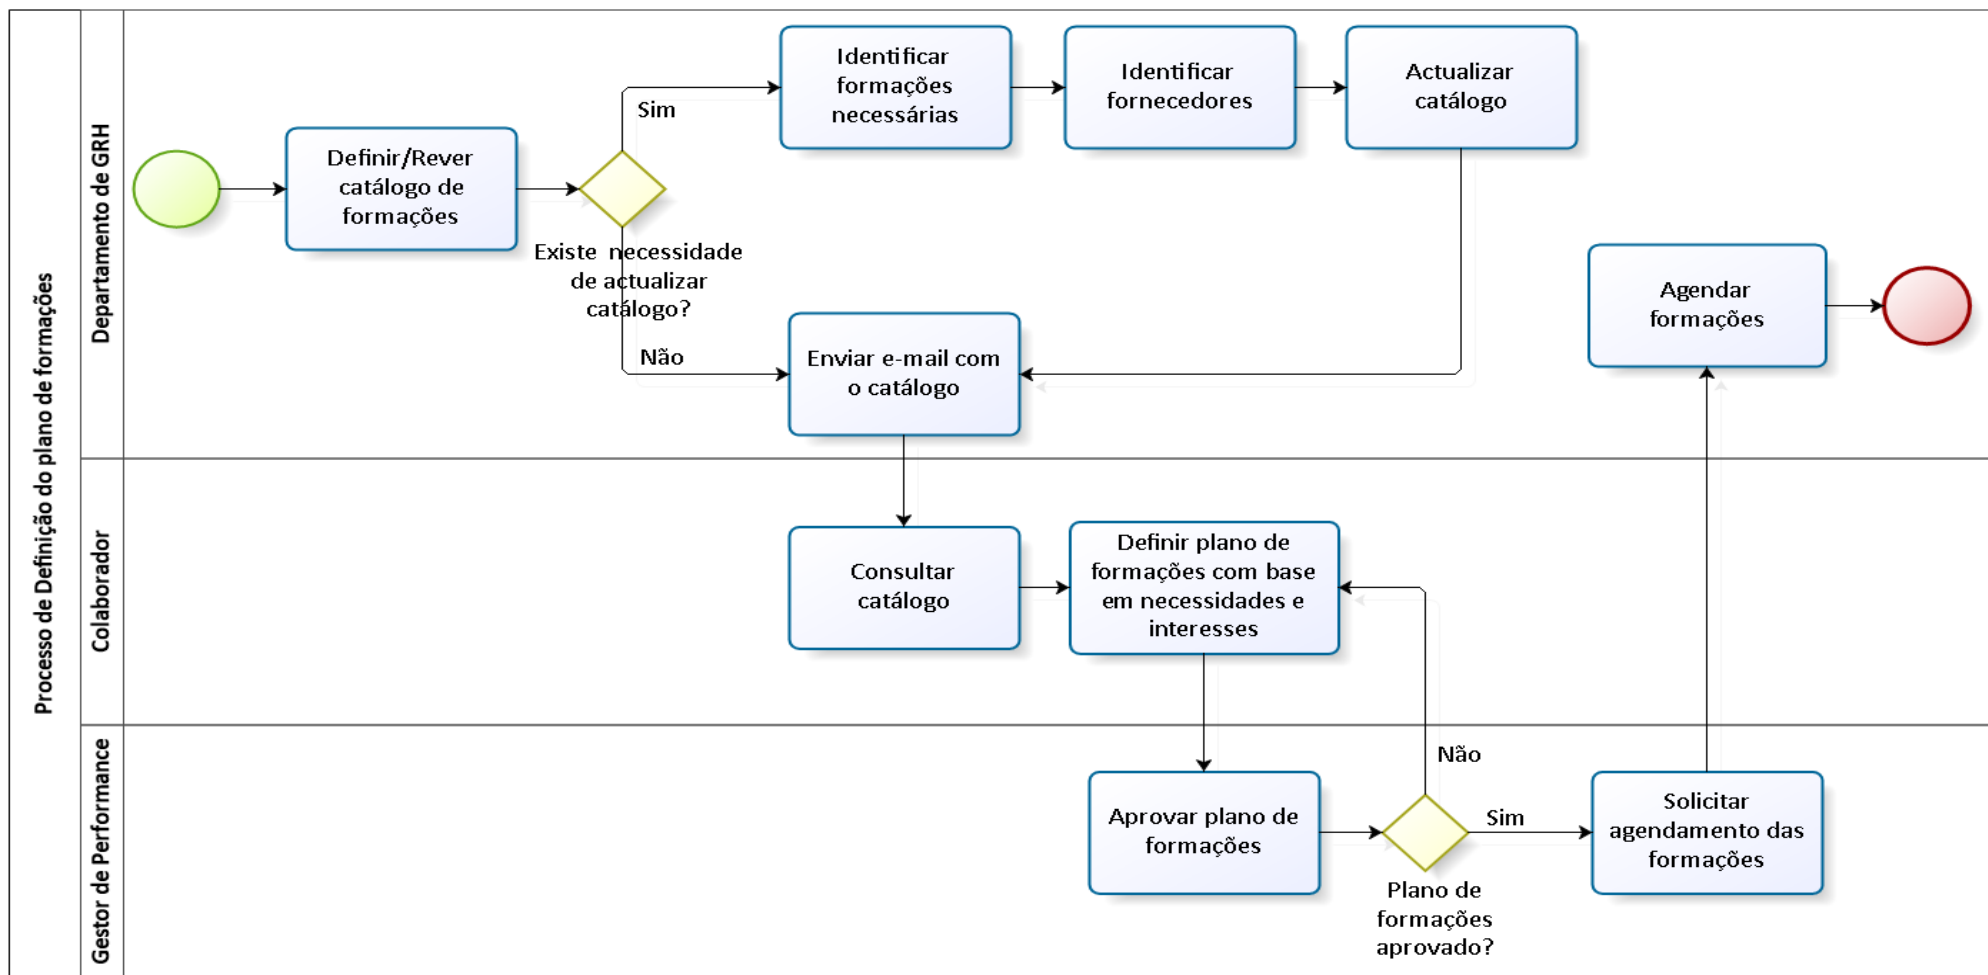 Processo de Definição do plano de formações
Departamento de GRH
Definir/Rever
catálogo de
formações
Existe  necessidade
de actualizar
catálogo?
Sim
Não
Identificar
formações
necessárias
Identificar
fornecedores
Actualizar
catálogo
Enviar e-mail com
o catálogo
Agendar
formações
Colaborador
Consultar
catálogo
Definir plano de
formações com base
em necessidades e
interesses
Gestor de Performance
Aprovar plano de
formações
Não
Sim
Plano de
formações
aprovado?
Solicitar
agendamento das
formações